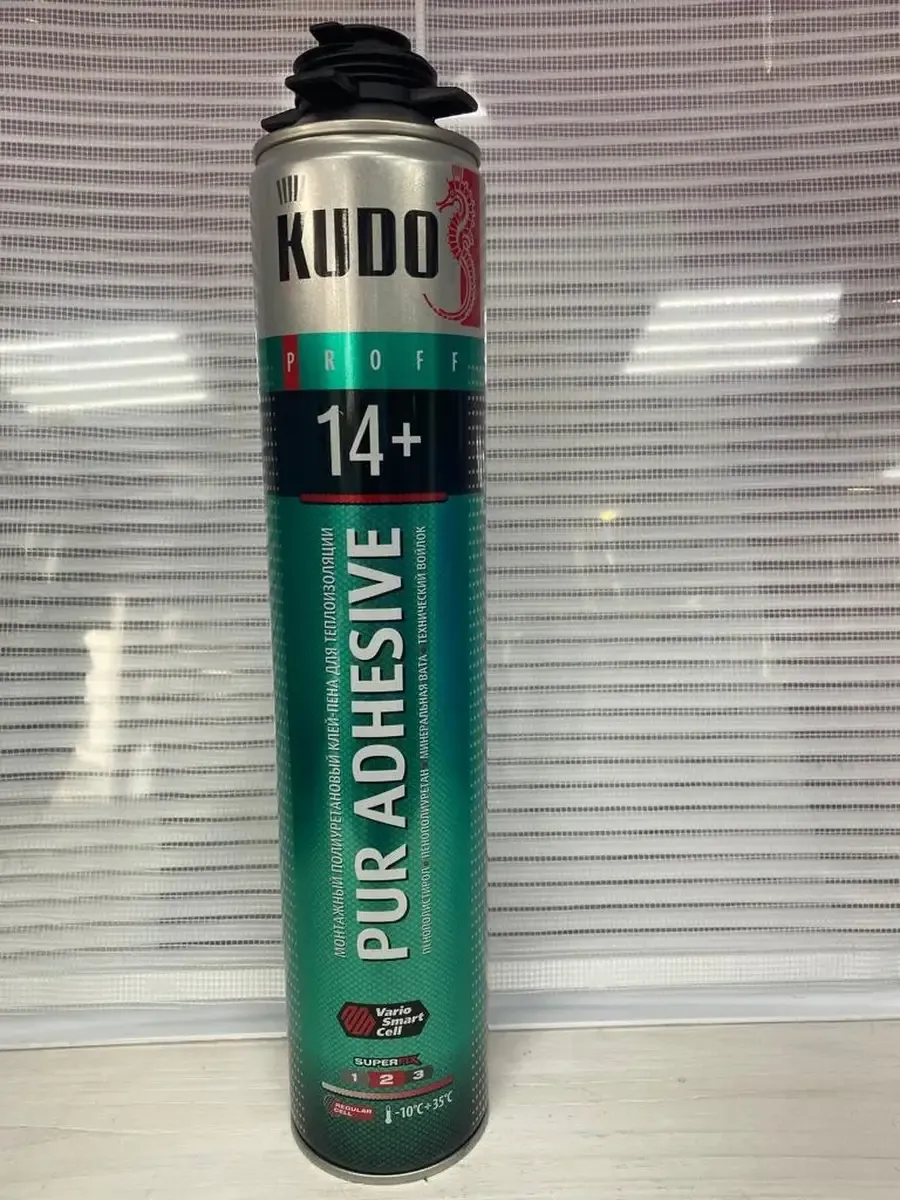 KUDO
PROFF
14+
МОНТАЖНЫЙ ПОЛИУРЕТАНОВЫЙ КЛЕЙ-ПЕНА ДЛЯ ТЕПЛОИЗОЛЯЦИИ
PUR ADHESIVE
ПЕНОПОЛИСТИРОЛ • ПЕНОПОЛИУРЕТАН • МИНЕРАЛЬНАЯ ВАТА • ТЕХНИЧЕСКИЙ ВОЙЛОК
Vario
Smart
Cell
SUPERFIX
1 2 3
REGULAR
CELL
-10°C÷35°C